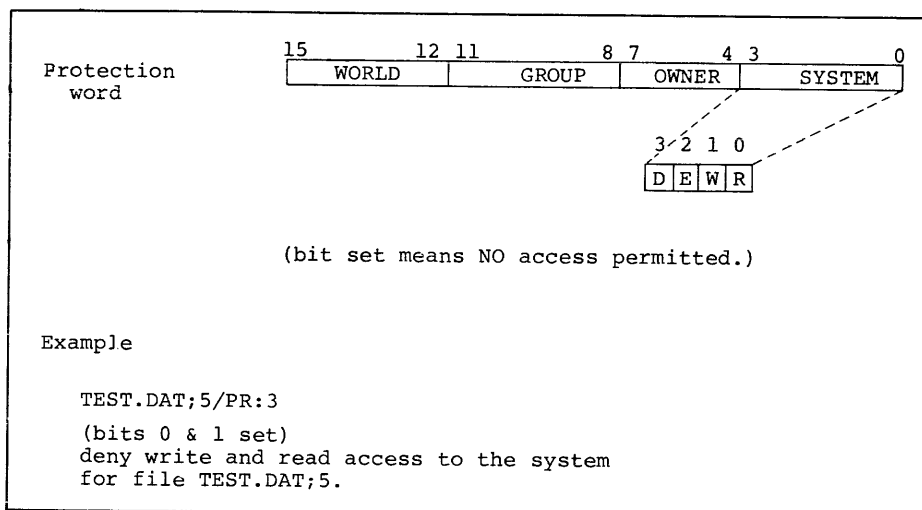 15 12 11 8 7 4 3 0
Protection WORLD GROUP OWNER SYSTEM
word
3 2 1 0
D E W R
(bit set means NO access permitted.)
Example
TEST.DAT;5/PR:3
(bits 0 & 1 set)
deny write and read access to the system
for file TEST.DAT;5.